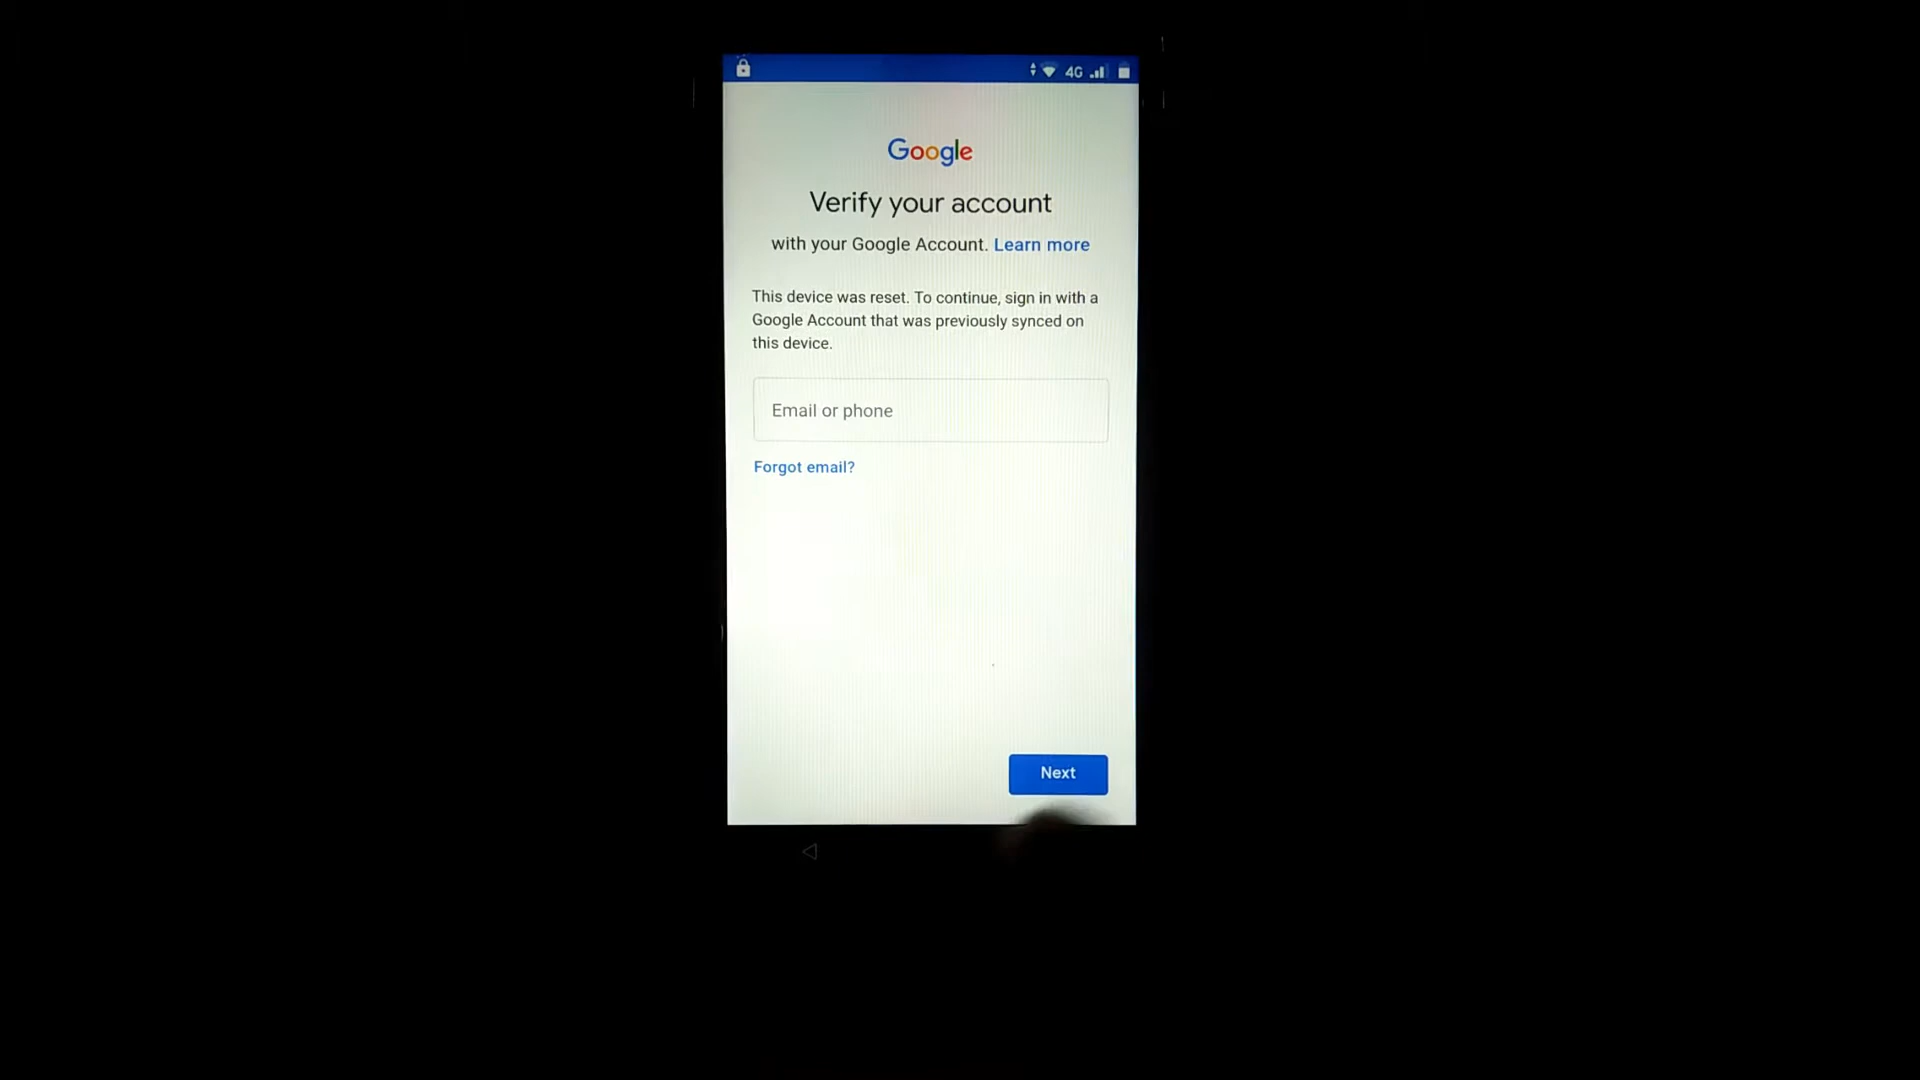 4G
Google
Verify your account
with your Google Account. Learn more
This device was reset. To continue, sign in with a
Google Account that was previously synced on
this device.
Email or phone
Forgot email?
Next